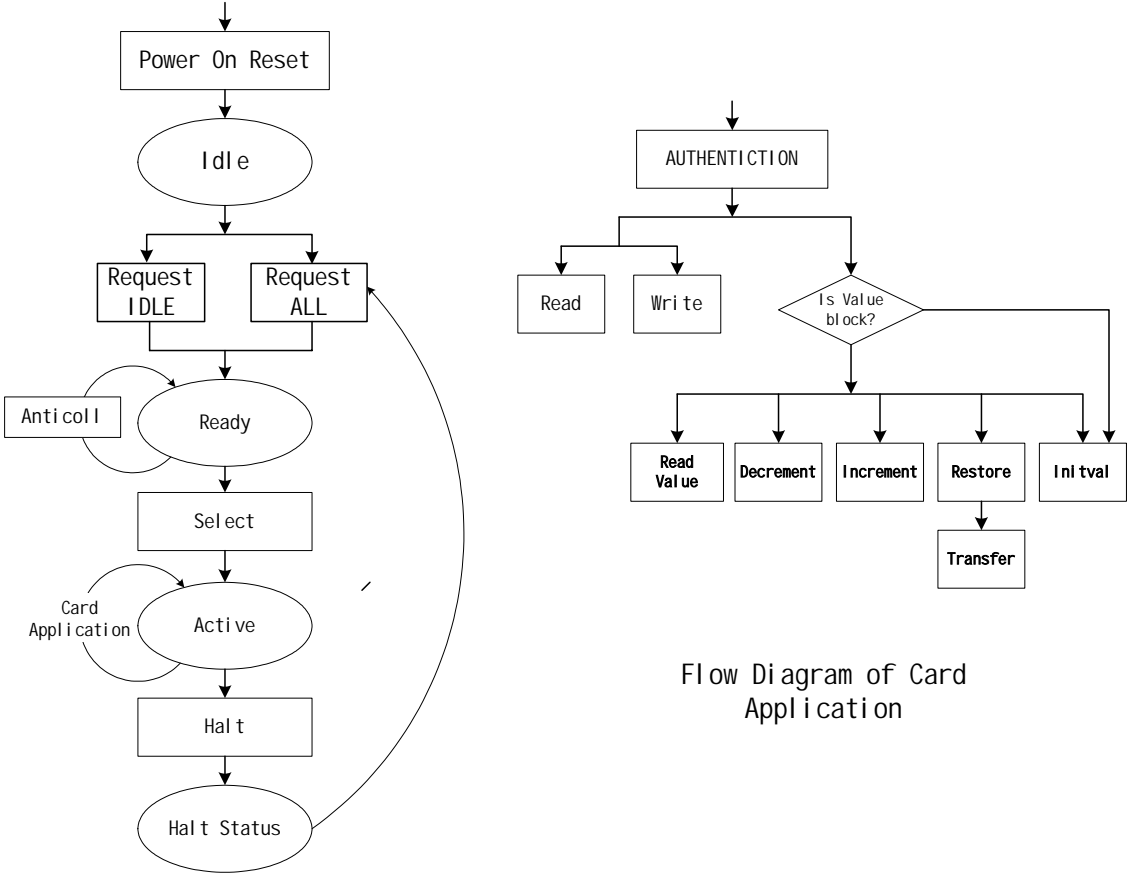 Power On Reset
Idle
Request
IDLE
Request
ALL
Anticoll
Ready
Select
Card
Application
Active
Halt
Halt Status
AUTHENTICTION
Read
Write
Is Value
block?
Read
Value
Decrement
Increment
Restore
Initval
Transfer
Flow Diagram of Card
Application